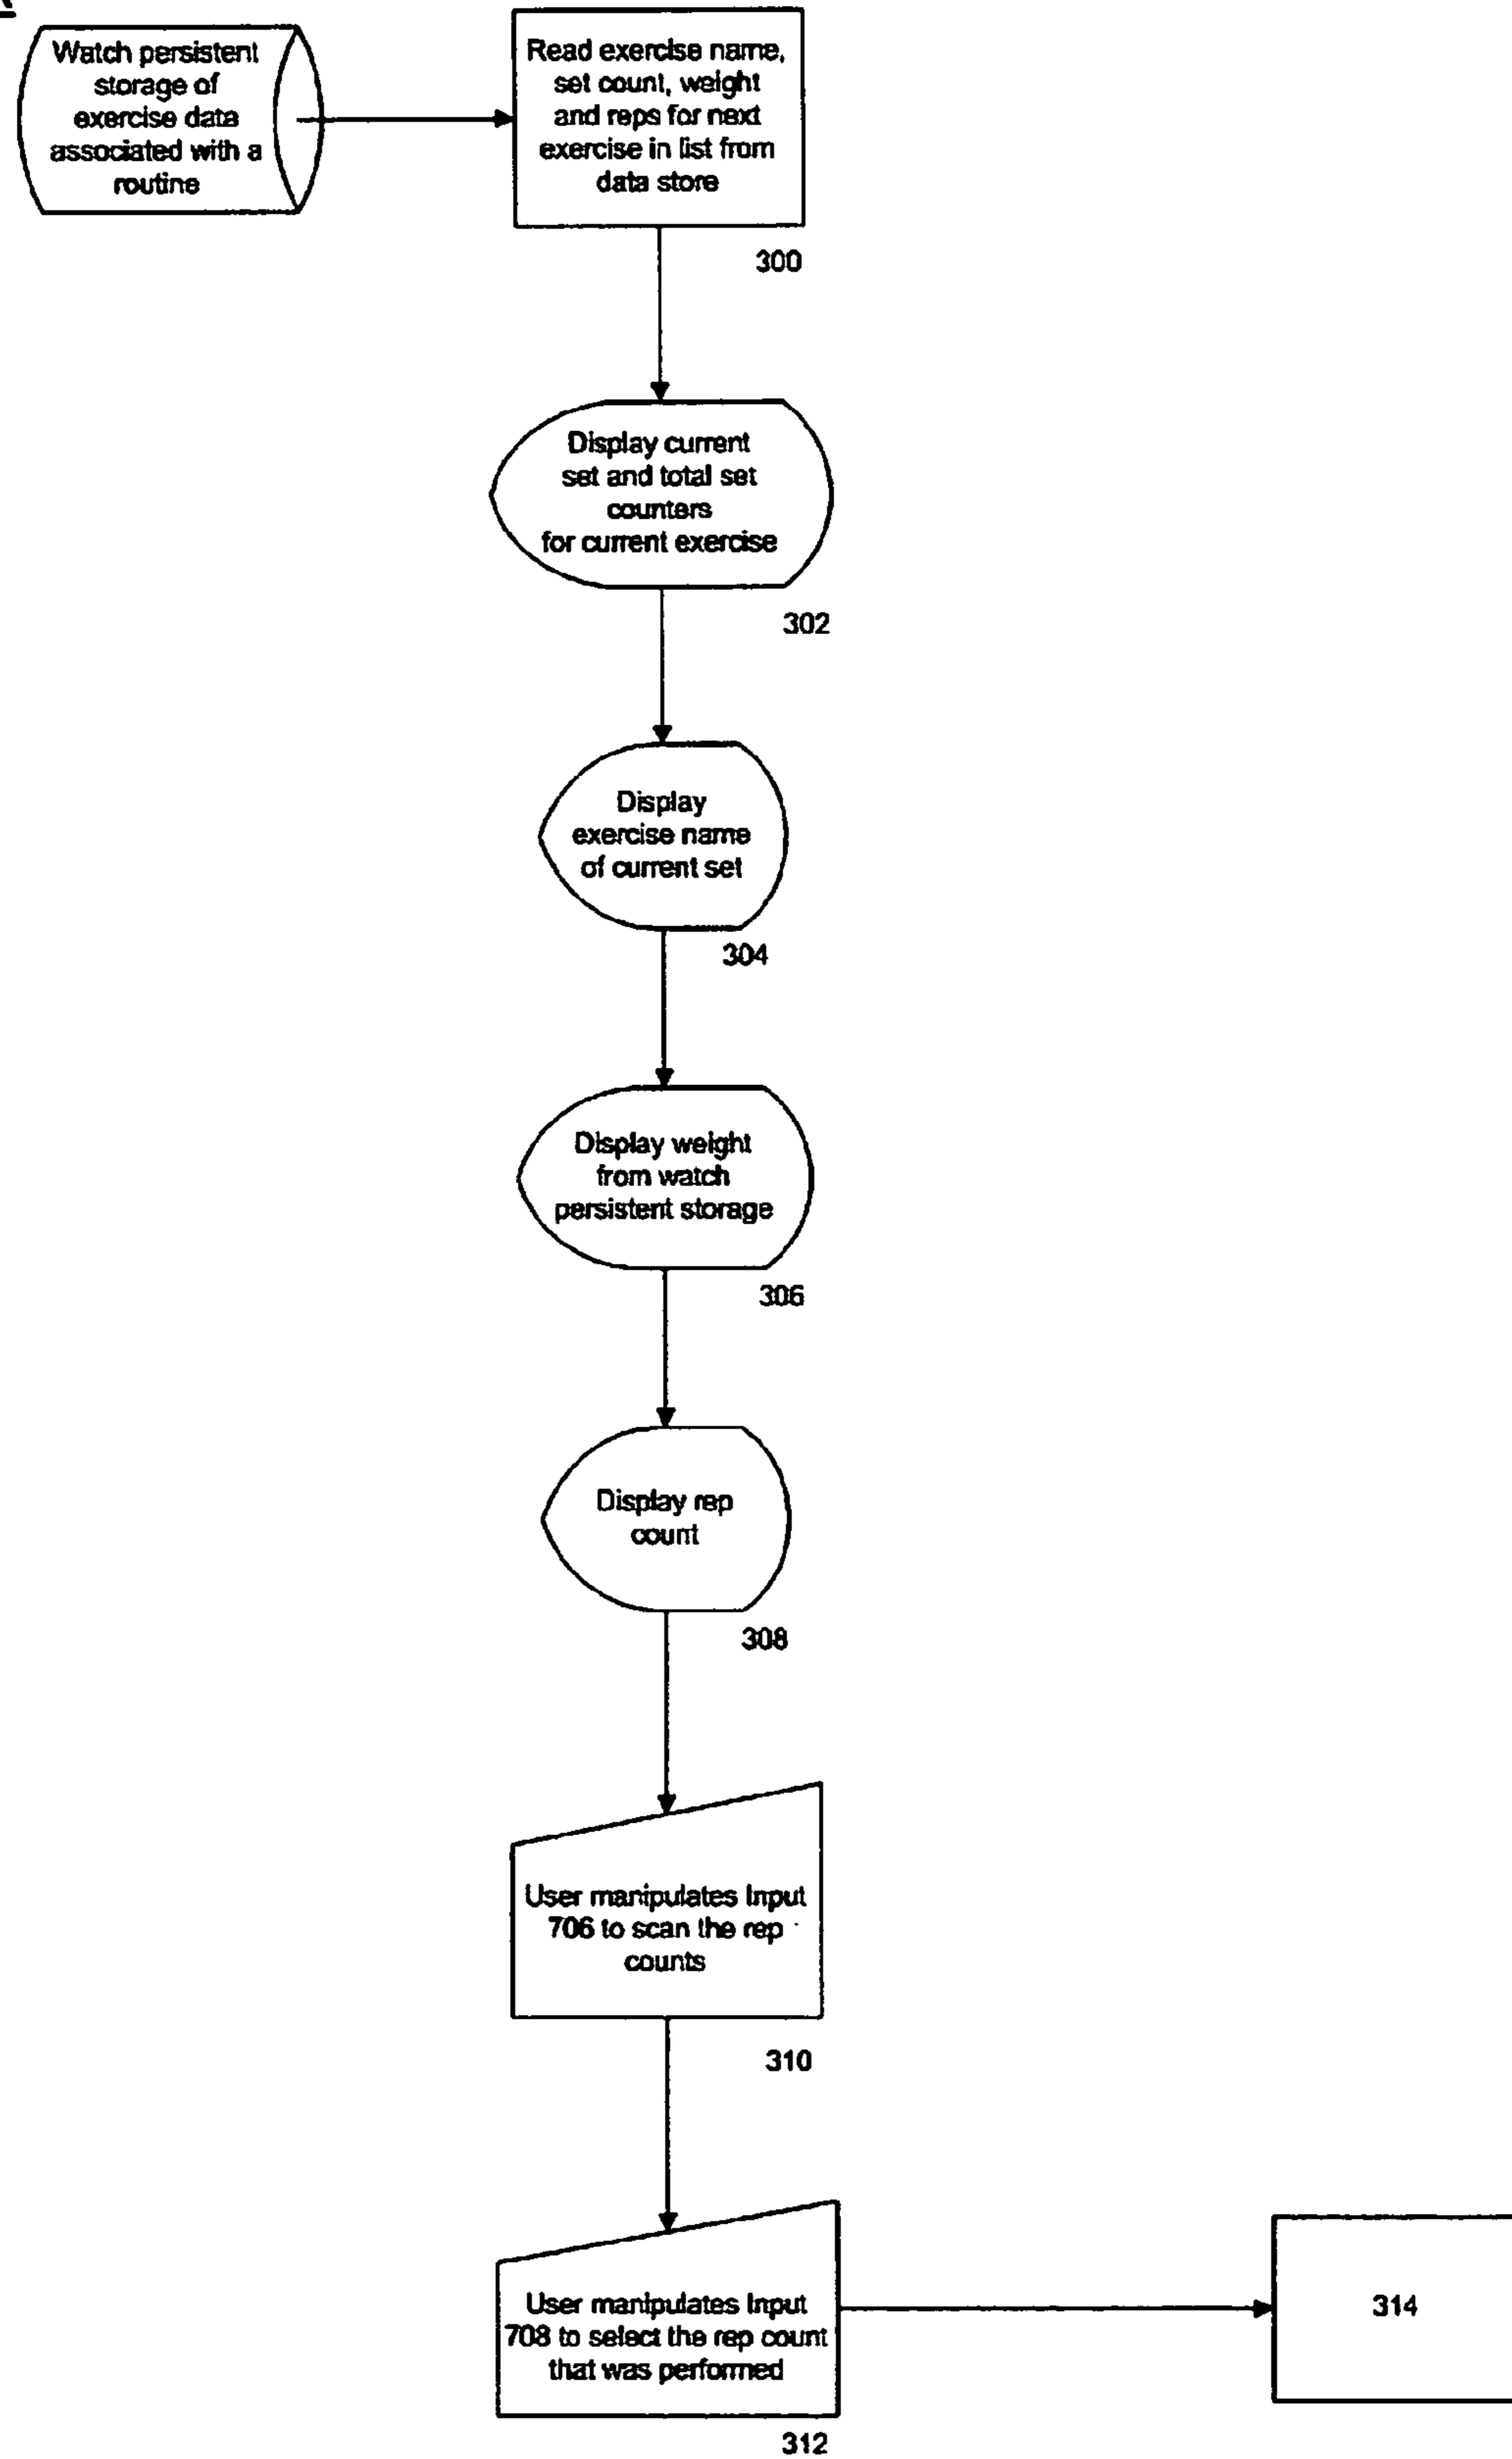 Watch persistent
storage of
exercise data
associated with a
routine
Read exercise name,
set count, weight
and reps for next
exercise in list from
data store
300
Display current
set and total set
counters
for current exercise
302
Display
exercise name
of current set
304
Display weight
from watch
persistent storage
306
Display rep
count
308
User manipulates Input
706 to scan the rep
counts
310
User manipulates Input
708 to select the rep count
that was performed
312
314